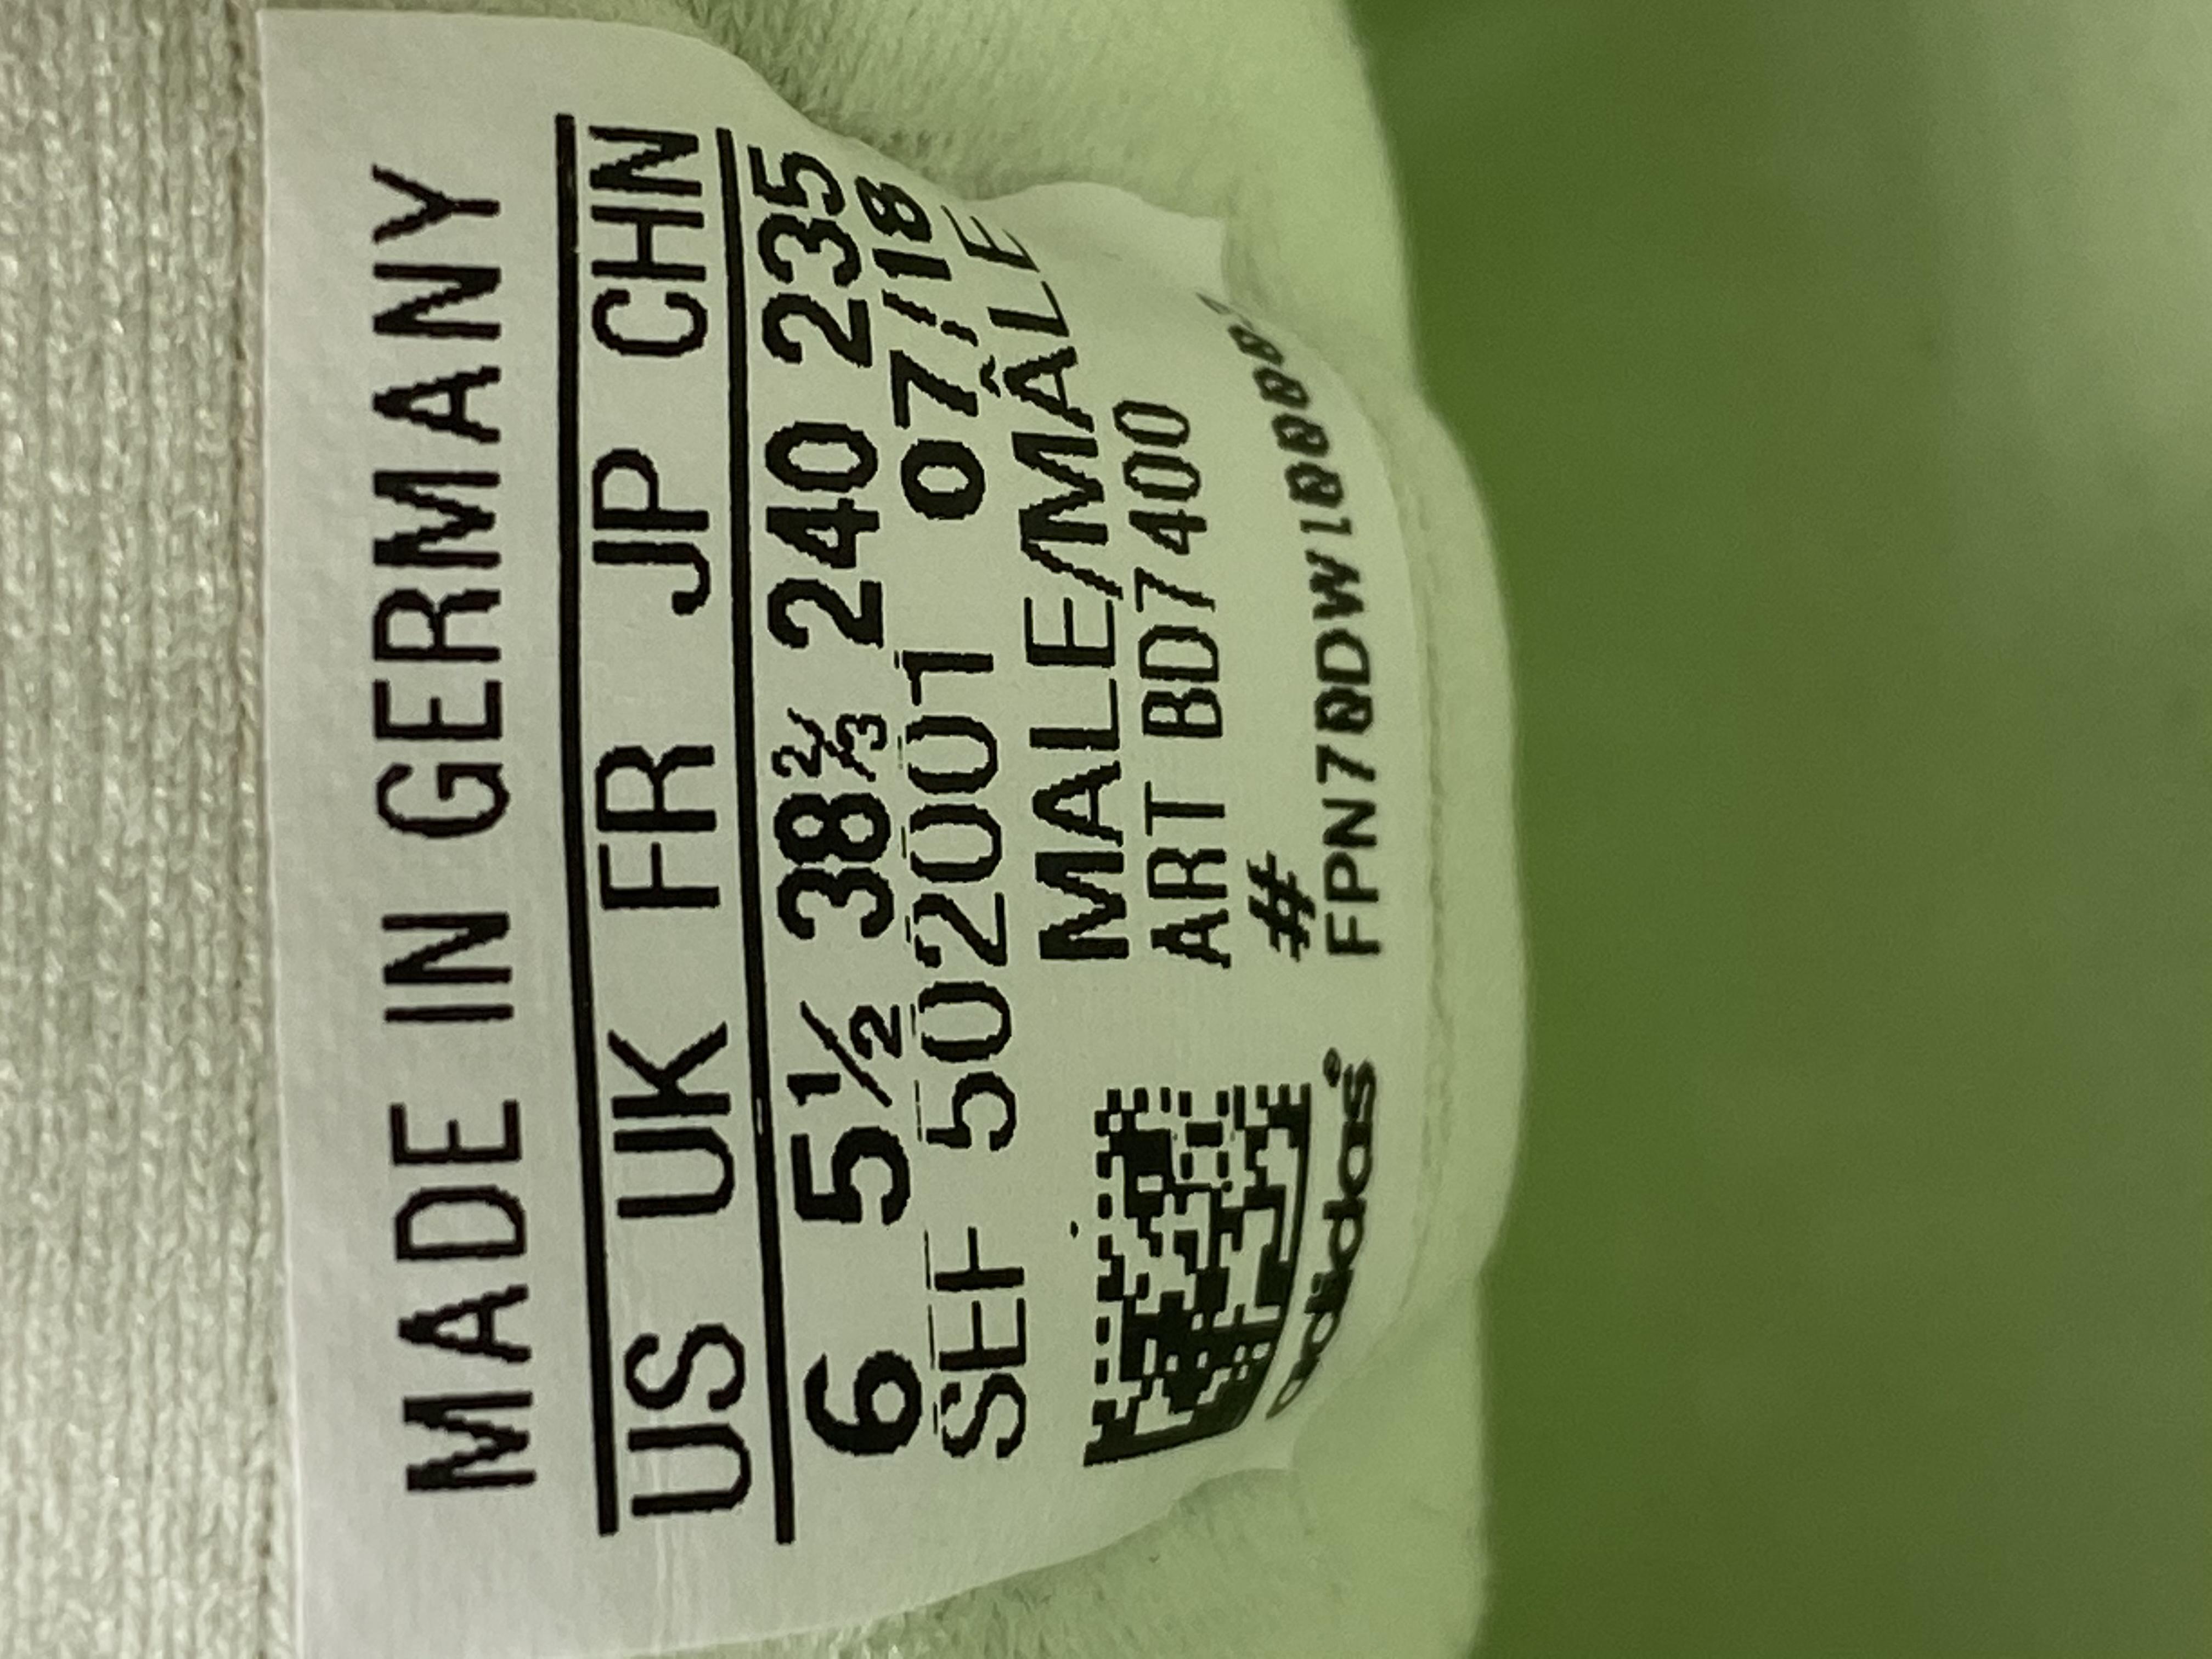 MADE IN GERMANY
US UK FR JP CHN
6 5½ 38⅔ 240 235
SEF 502001 07/18
MALE/MÂLE
ART BD7400
#
adidas®